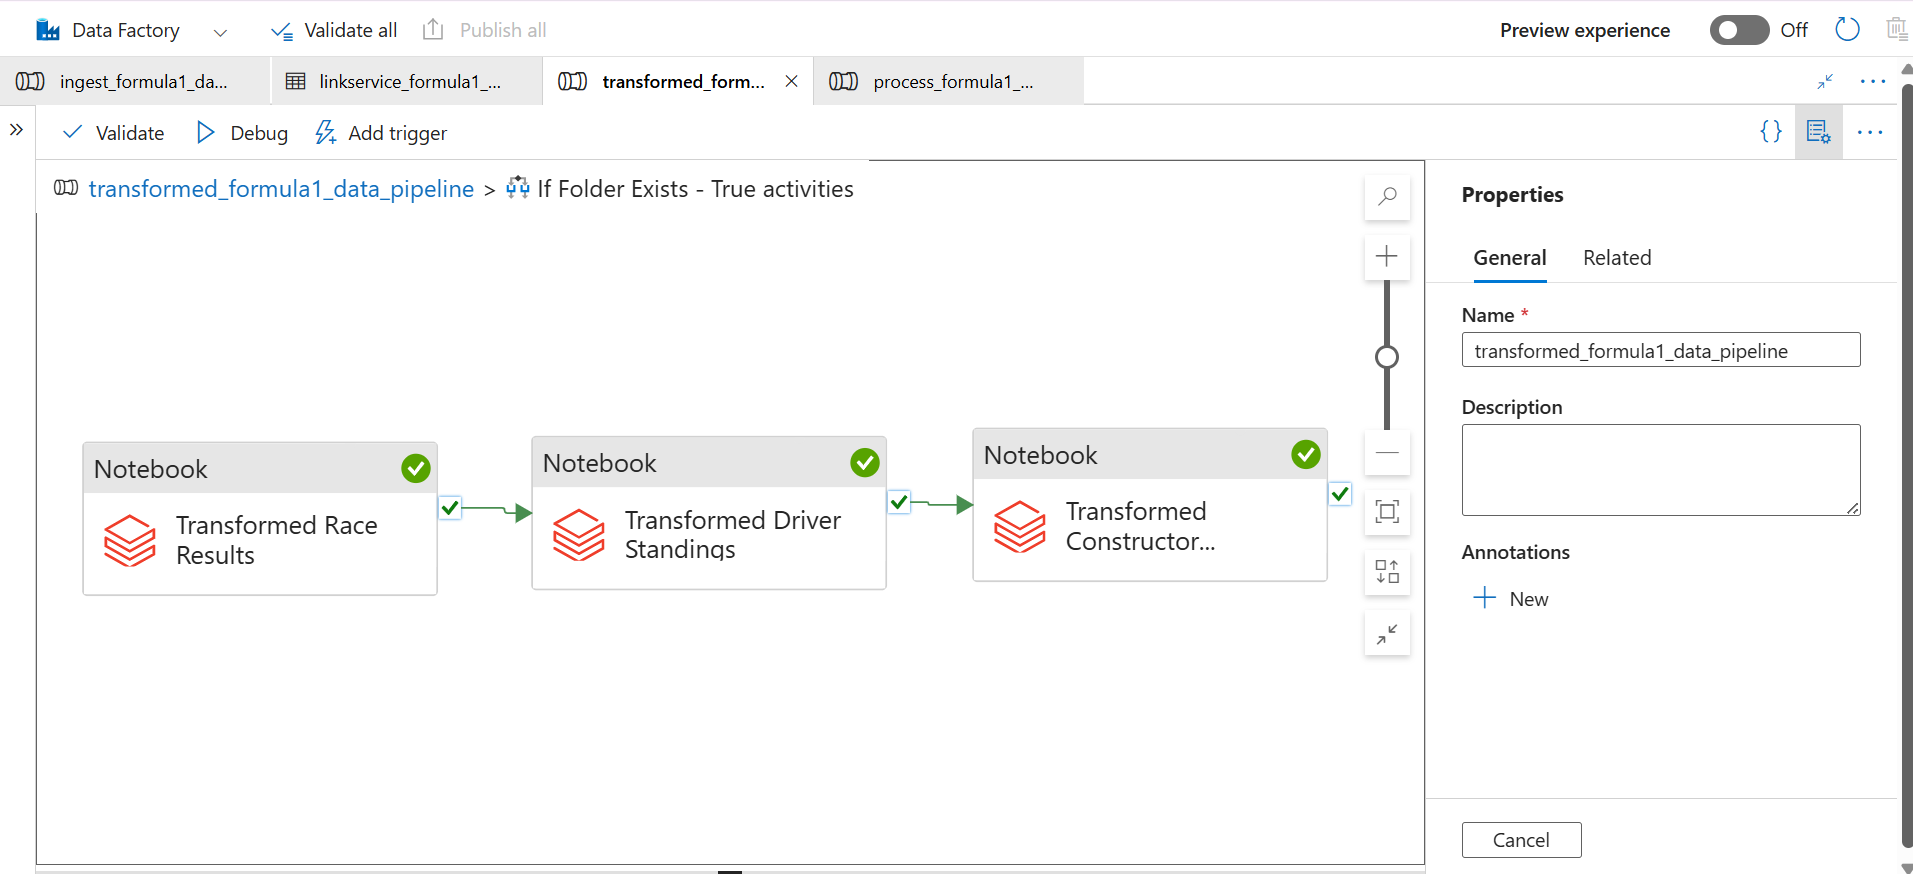 Data Factory
Validate all
Publish all
Preview experience
Off
ingest_formula1_da...
linkservice_formula1_...
transformed_form...
process_formula1_...
Validate
Debug
Add trigger
{}
transformed_formula1_data_pipeline > If Folder Exists - True activities
Notebook
Transformed Race
Results
Notebook
Transformed Driver
Standings
Notebook
Transformed
Constructor...
Properties
General
Related
Name *
transformed_formula1_data_pipeline
Description
Annotations
New
Cancel